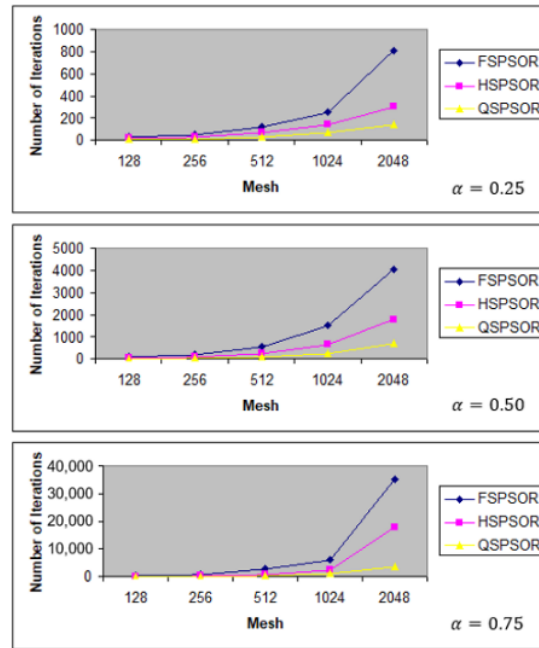 1000
800
600
400
200
0
Number of Iterations
128 256 512 1024 2048
Mesh
FSPSOR
HSPSOR
QSPSOR
α = 0.25
5000
4000
3000
2000
1000
0
Number of Iterations
128 256 512 1024 2048
Mesh
FSPSOR
HSPSOR
QSPSOR
α = 0.50
40,000
30,000
20,000
10,000
0
Number of Iterations
128 256 512 1024 2048
Mesh
FSPSOR
HSPSOR
QSPSOR
α = 0.75